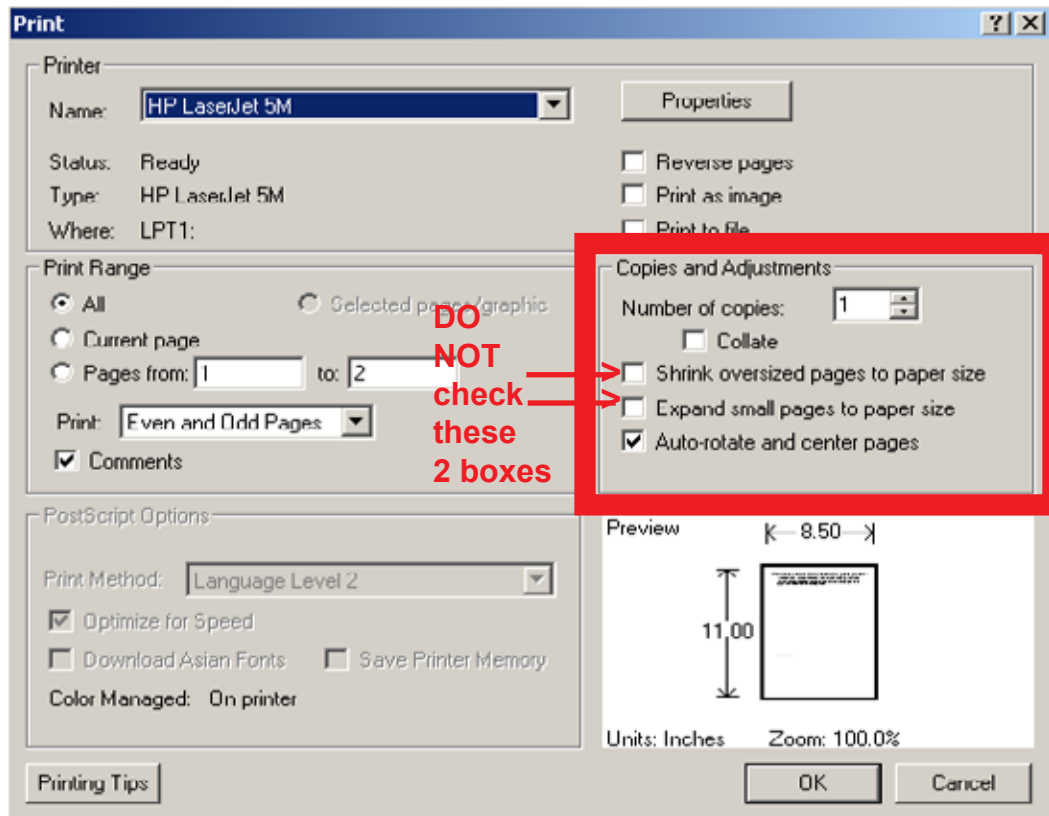 Print
Printer
Name: HP LaserJet 5M
Properties
Status: Ready
Reverse pages
Type: HP LaserJet 5M
Print as image
Where: LPT1:
Print to file
Print Range
All
Selected pages/graphic
Current page
Pages from: 1 to: 2
Print: Even and Odd Pages
Comments
DO
NOT
check
these
2 boxes
Copies and Adjustments
Number of copies: 1
Collate
Shrink oversized pages to paper size
Expand small pages to paper size
Auto-rotate and center pages
PostScript Options
Print Method: Language Level 2
Optimize for Speed
Download Asian Fonts Save Printer Memory
Color Managed: On printer
Preview
8.50
11.00
Units: Inches Zoom: 100.0%
Printing Tips
OK
Cancel